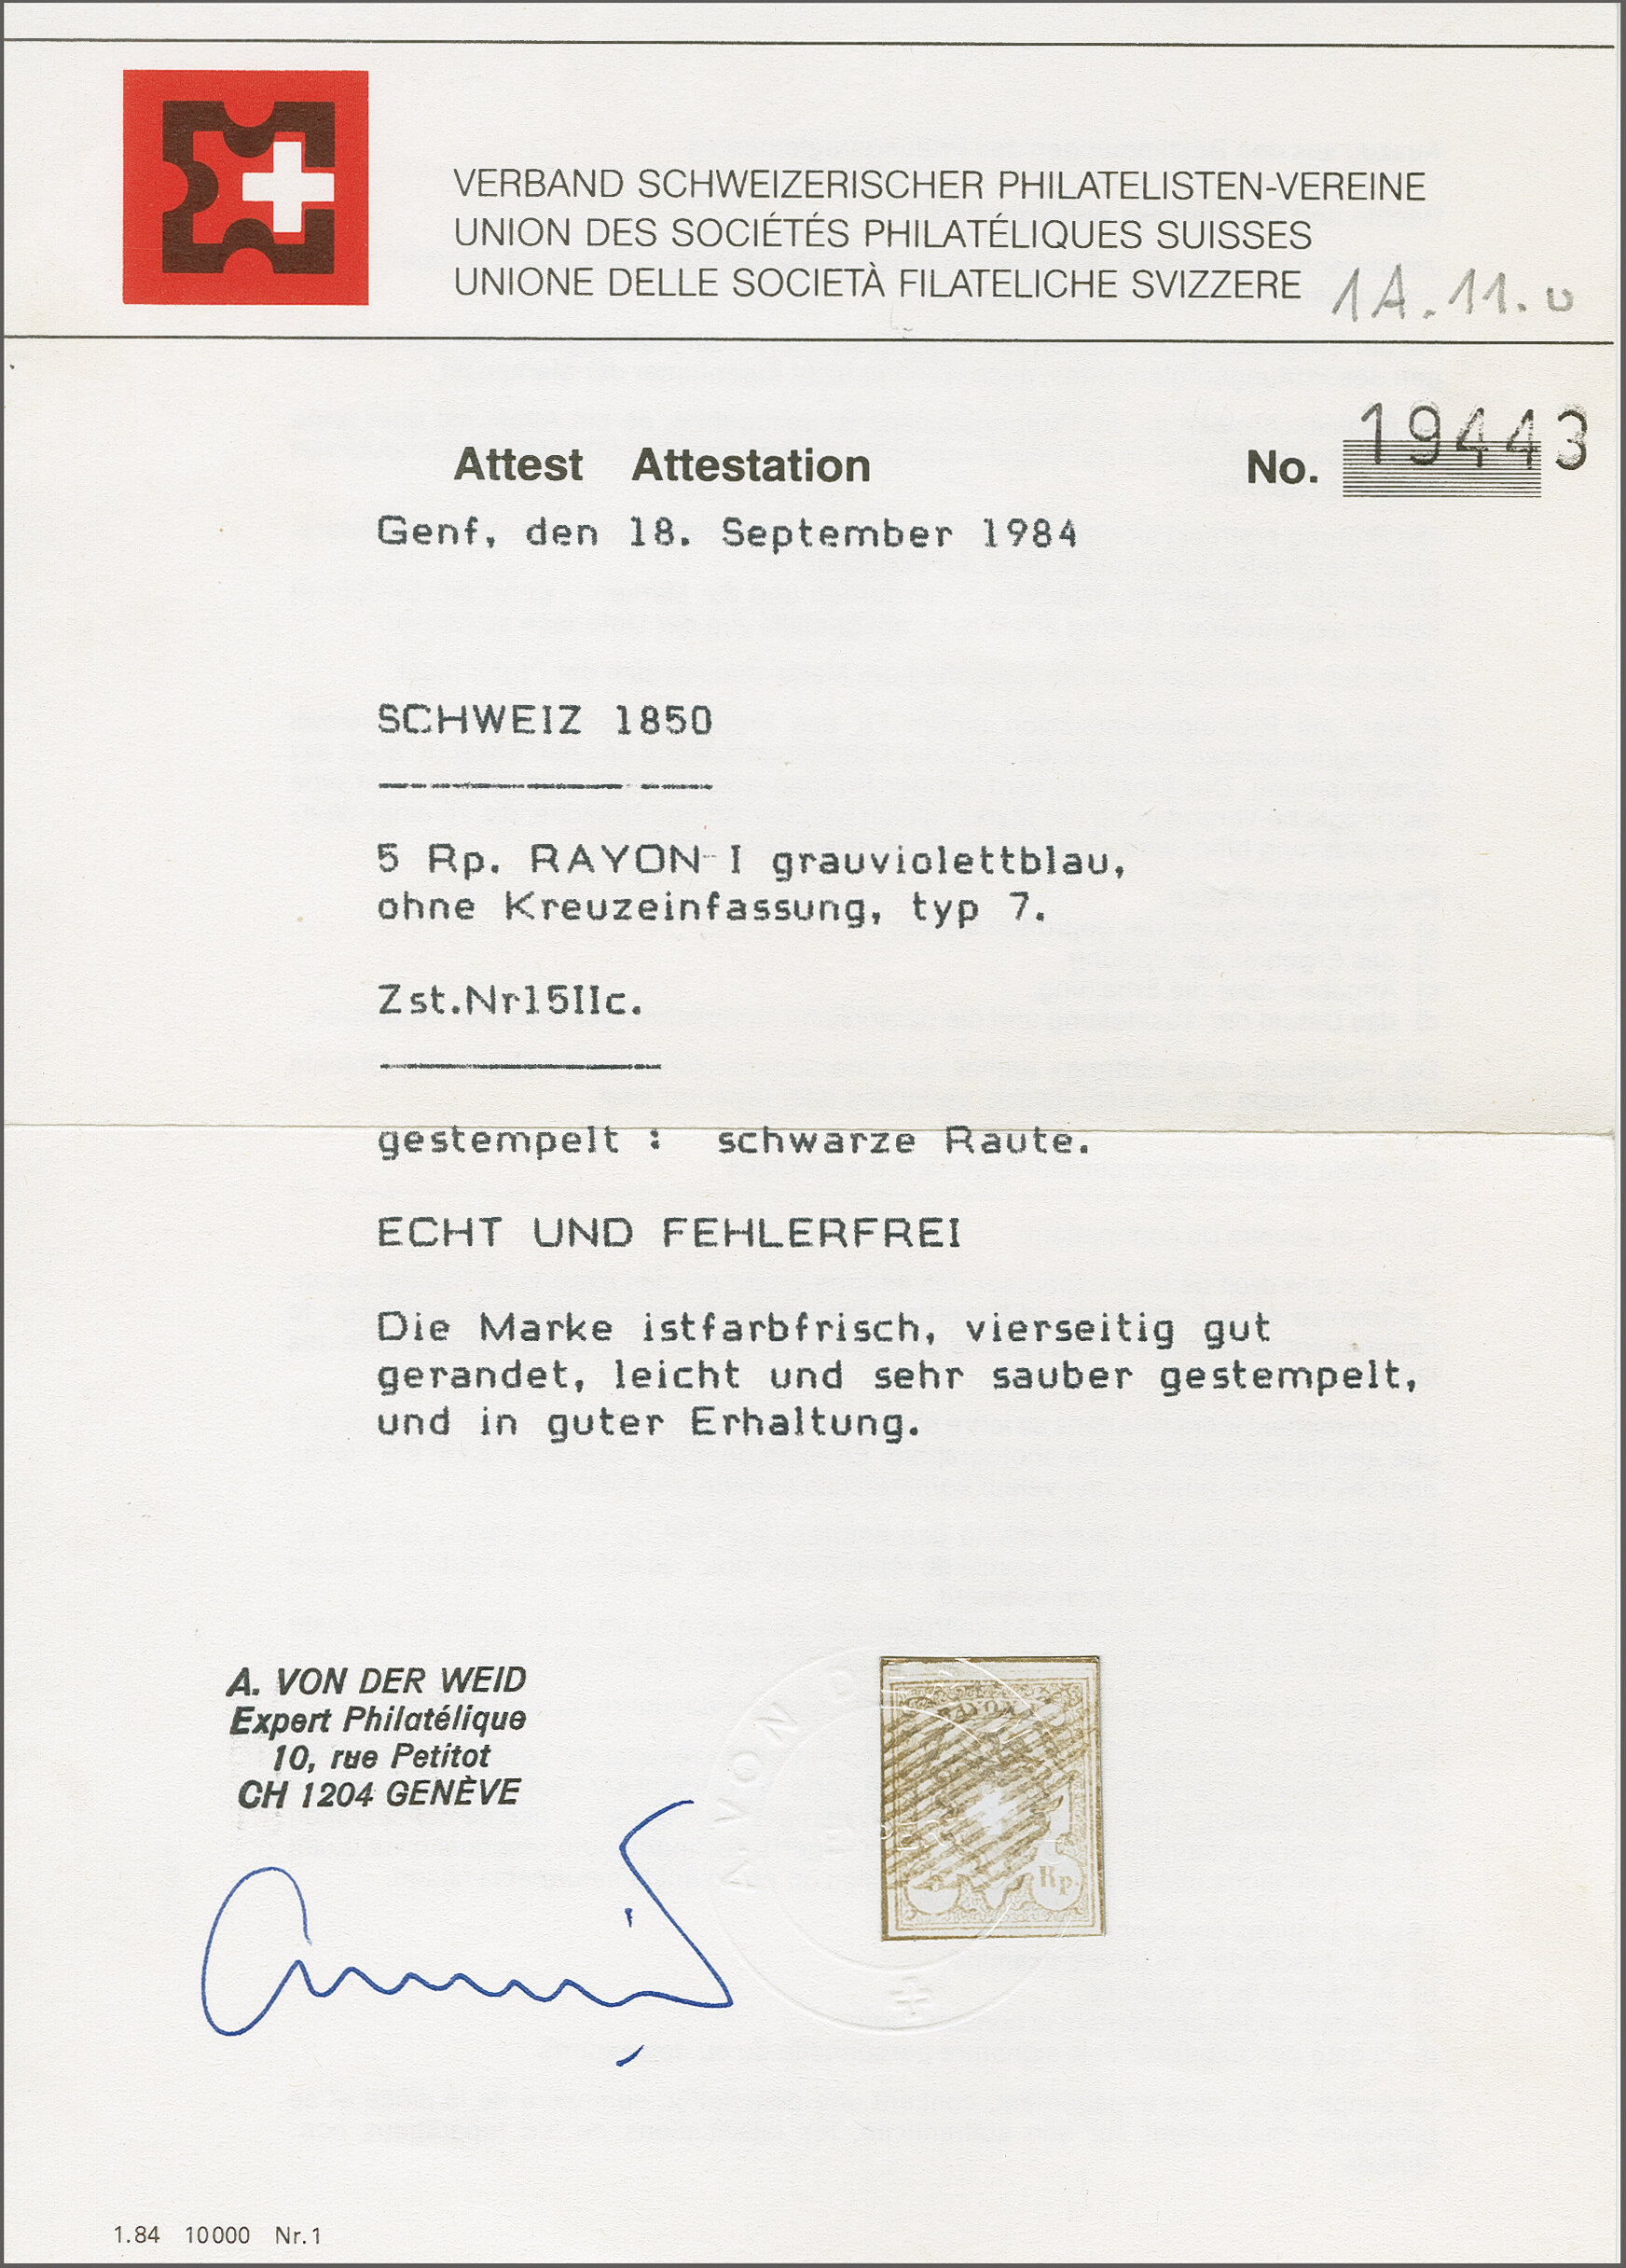 VERBAND SCHWEIZERISCHER PHILATELISTEN-VEREINE
UNION DES SOCIÉTÉS PHILATÉLIQUES SUISSES
UNIONE DELLE SOCIETÀ FILATELICHE SVIZZERE
1A.11.0
Attest Attestation
No. 19443
Genf, den 18. September 1984
SCHWEIZ 1850
5 Rp. RAYON I grauviolettblau,
ohne Kreuzeinfassung, typ 7.
Zst.Nr15IIc.
gestempelt : schwarze Raute.
ECHT UND FEHLERFREI
Die Marke istfarbfrisch, vierseitig gut
gerandet, leicht und sehr sauber gestempelt,
und in guter Erhaltung.
A. VON DER WEID
Expert Philatélique
10, rue Petitot
CH 1204 GENÈVE
A. VON D
Rp.
1.84 10000 Nr.1